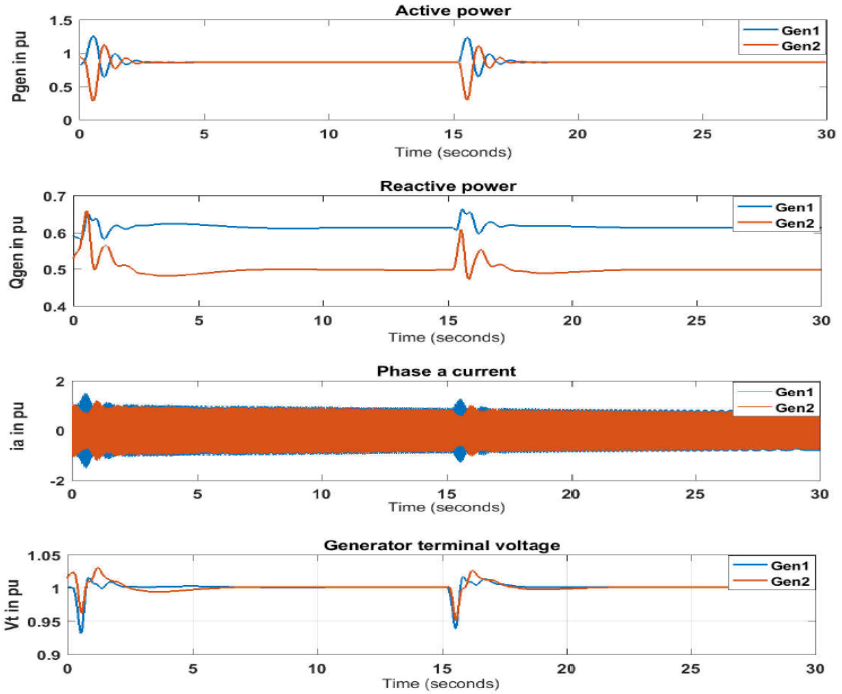 Active power
Pgen in pu
1.5
1
0.5
0
Gen1
Gen2
0 5 10 15 20 25 30
Time (seconds)
Reactive power
Qgen in pu
0.7
0.6
0.5
0.4
Gen1
Gen2
0 5 10 15 20 25 30
Time (seconds)
Phase a current
ia in pu
2
0
-2
Gen1
Gen2
0 5 10 15 20 25 30
Time (seconds)
Generator terminal voltage
Vt in pu
1.05
1
0.95
0.9
Gen1
Gen2
0 5 10 15 20 25 30
Time (seconds)